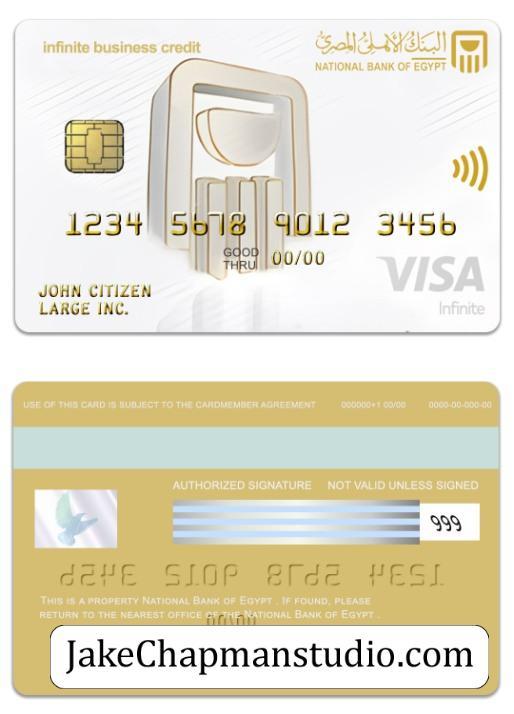 infinite business credit
البنك الأهلي المصري
NATIONAL BANK OF EGYPT
1234 5678 9012 3456
GOOD
THRU 00/00
JOHN CITIZEN
LARGE INC.
VISA
Infinite
USE OF THIS CARD IS SUBJECT TO THE CARDMEMBER AGREEMENT 000000+1 00/00 0000-00-000-00
AUTHORIZED SIGNATURE NOT VALID UNLESS SIGNED
999
THIS IS A PROPERTY NATIONAL BANK OF EGYPT . IF FOUND, PLEASE
RETURN TO THE NEAREST OFFICE OF THE NATIONAL BANK OF EGYPT .
JakeChapmanstudio.com